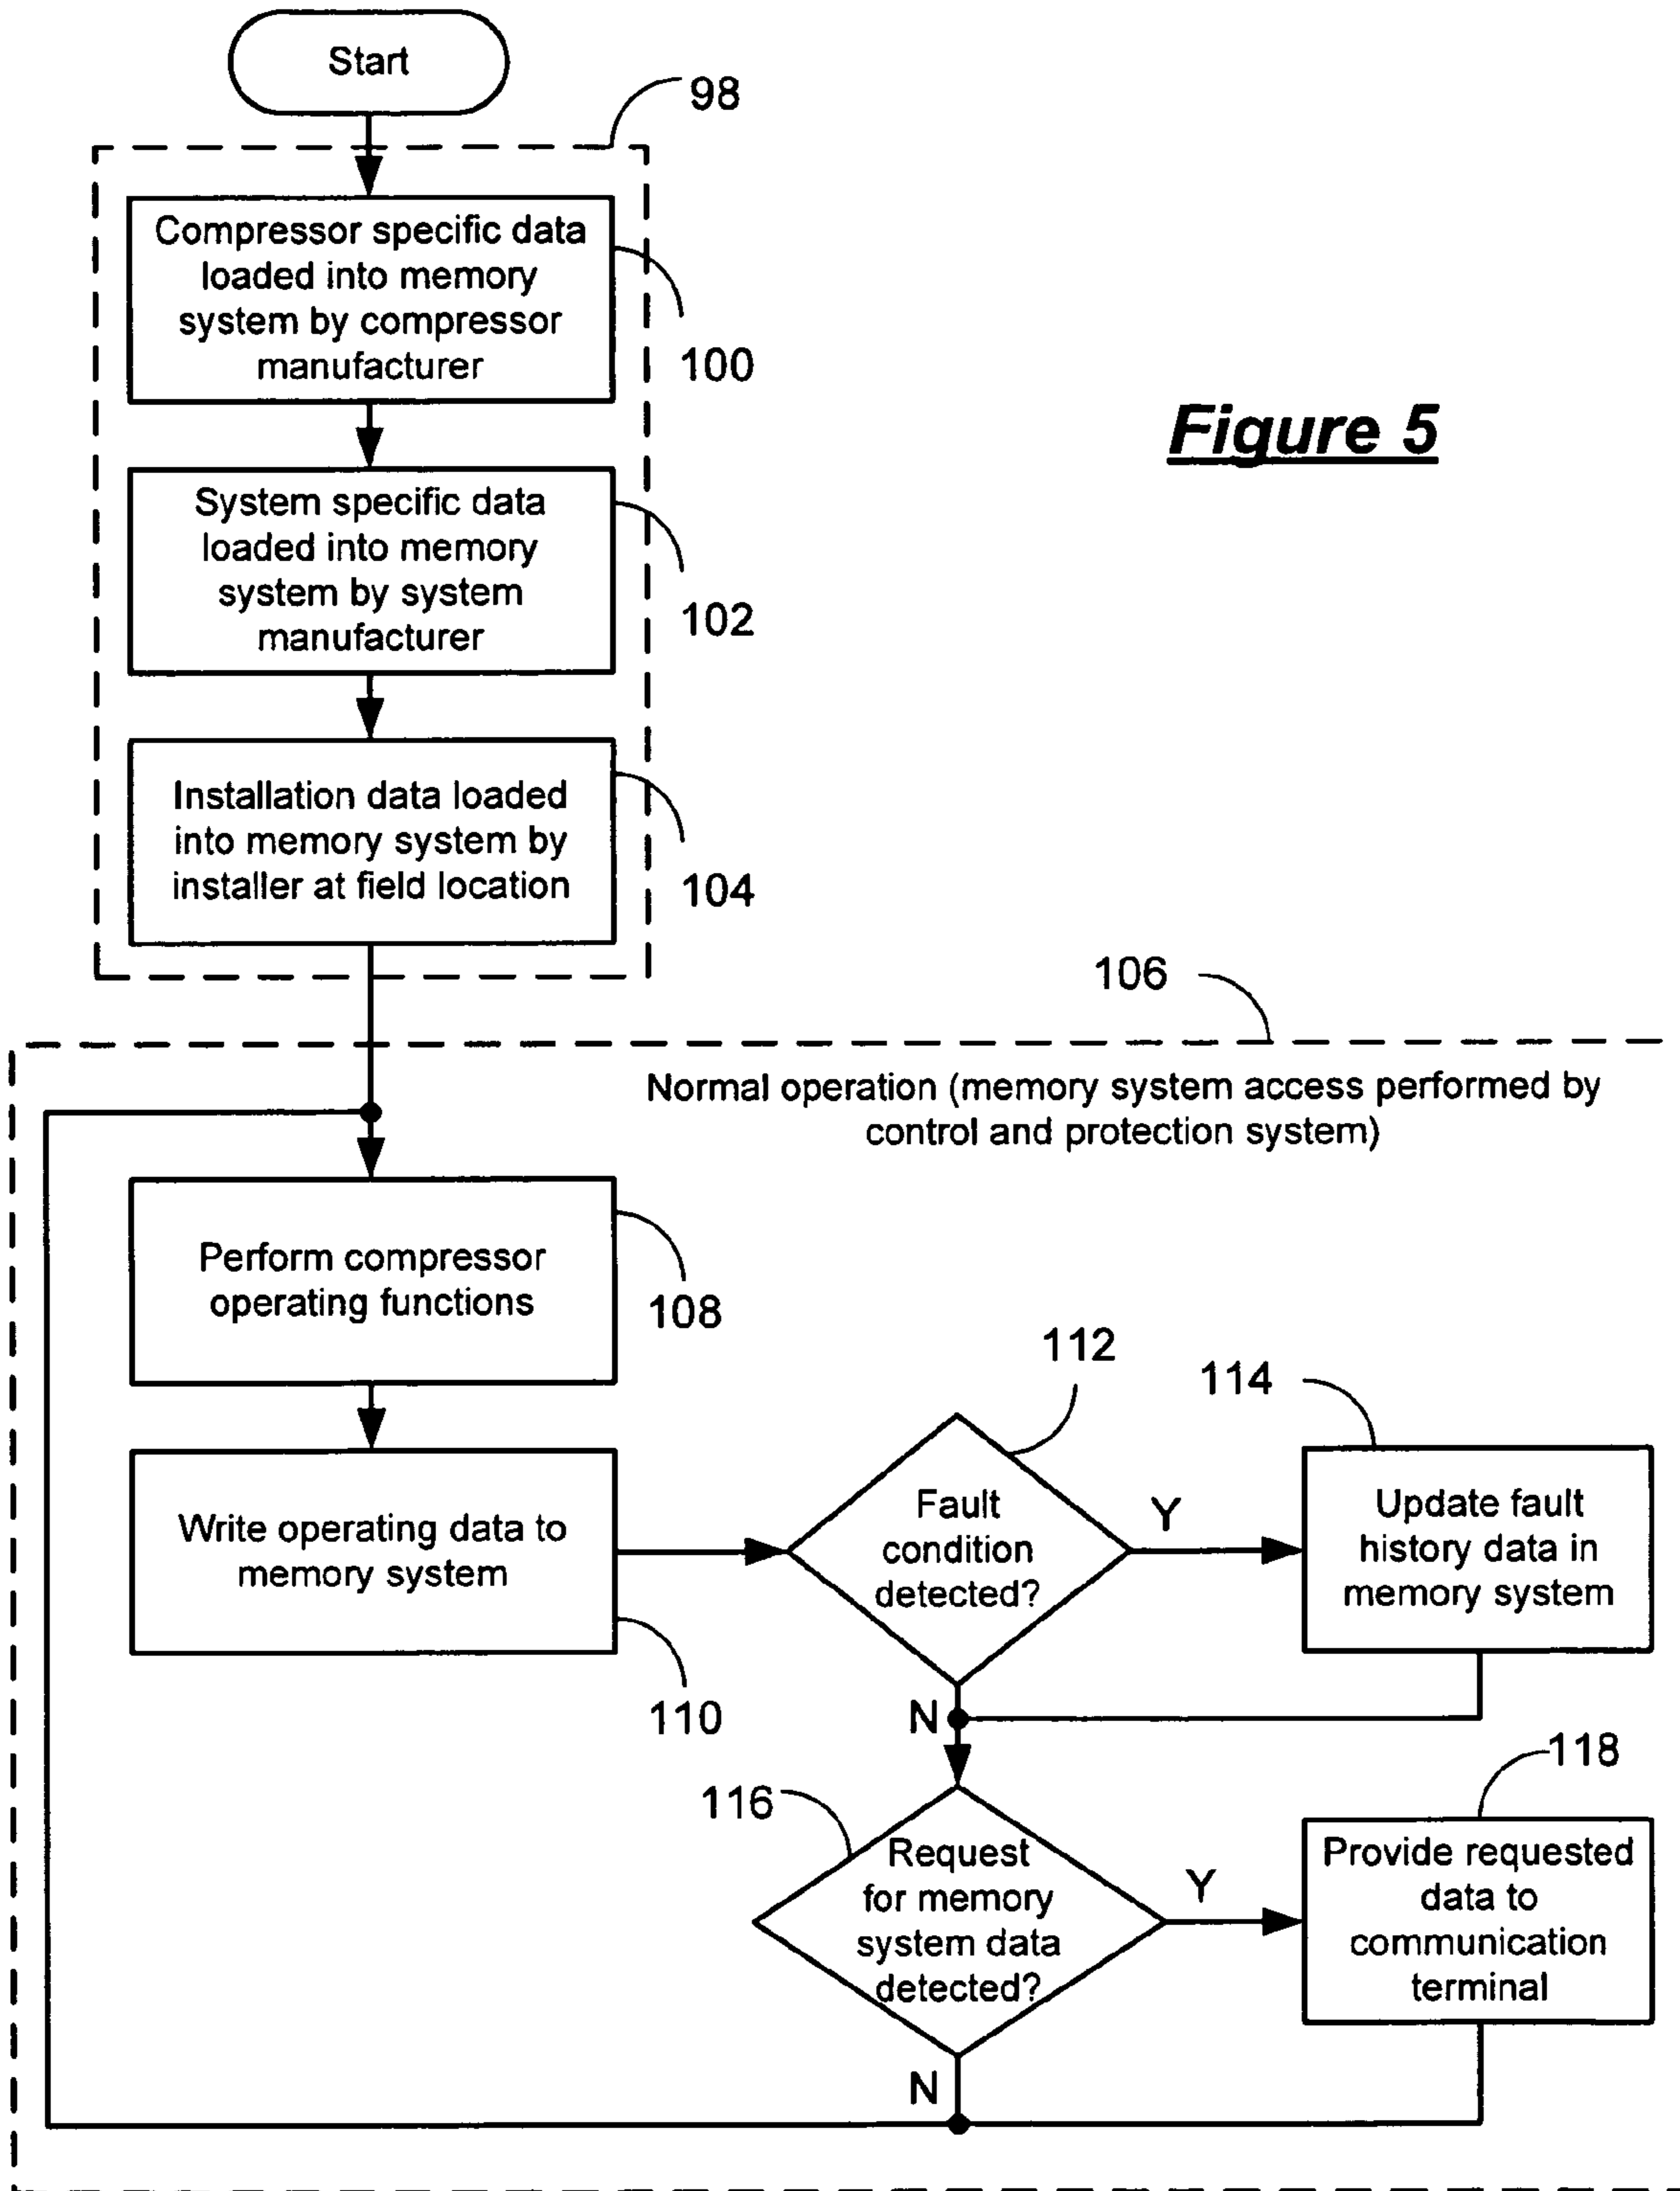 Start
98
Compressor specific data
loaded into memory
system by compressor
manufacturer
100
Figure 5
System specific data
loaded into memory
system by system
manufacturer
102
Installation data loaded
into memory system by
installer at field location
104
106
Normal operation (memory system access performed by
control and protection system)
Perform compressor
operating functions
108
112
114
Write operating data to
memory system
110
Fault
condition
detected?
Y
Update fault
history data in
memory system
N
116
118
Request
for memory
system data
detected?
Y
Provide requested
data to
communication
terminal
N